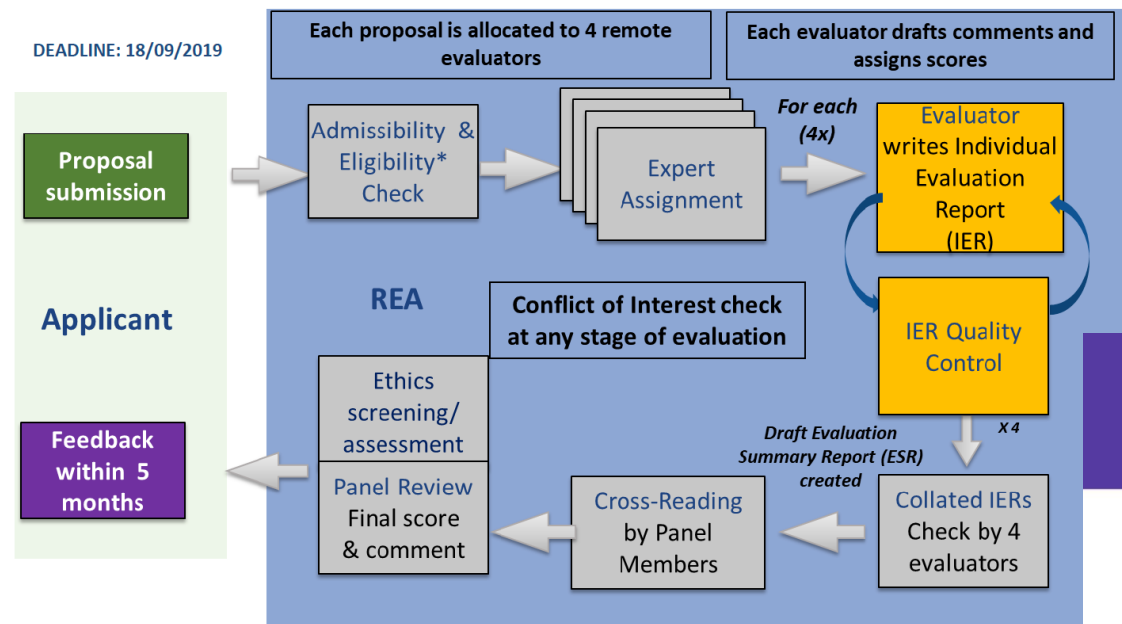 DEADLINE: 18/09/2019
Each proposal is allocated to 4 remote
evaluators
Each evaluator drafts comments and
assigns scores
Proposal
submission
Admissibility &
Eligibility*
Check
Expert
Assignment
For each
(4x)
Evaluator
writes Individual
Evaluation
Report
(IER)
Applicant
REA
Conflict of Interest check
at any stage of evaluation
IER Quality
Control
X 4
Draft Evaluation
Summary Report (ESR)
created
Collated IERs
Check by 4
evaluators
Cross-Reading
by Panel
Members
Ethics
screening/
assessment
Panel Review
Final score
& comment
Feedback
within 5
months